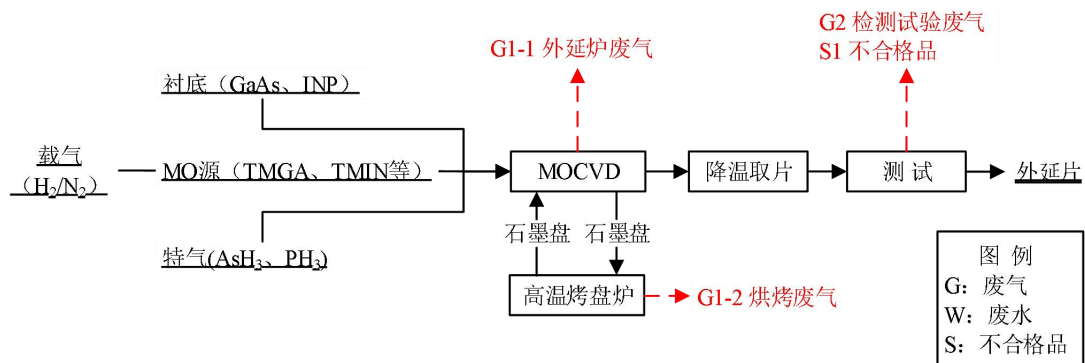 G1-1 外延炉废气
G2 检测试验废气
S1 不合格品
衬底（GaAs、INP）
载气
（H₂/N₂）
MO源（TMGA、TMIN等）
MOCVD
降温取片
测 试
外延片
特气(AsH₃、PH₃)
石墨盘
石墨盘
高温烤盘炉
G1-2 烘烤废气
图 例
G：废气
W：废水
S：不合格品